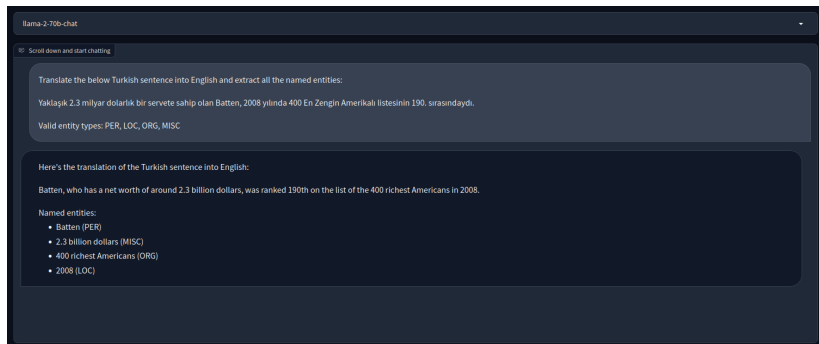 llama-2-70b-chat
Scroll down and start chatting
Translate the below Turkish sentence into English and extract all the named entities:
Yaklaşık 2.3 milyar dolarlık bir servete sahip olan Batten, 2008 yılında 400 En Zengin Amerikalı listesinin 190. sırasındaydı.
Valid entity types: PER, LOC, ORG, MISC
Here's the translation of the Turkish sentence into English:
Batten, who has a net worth of around 2.3 billion dollars, was ranked 190th on the list of the 400 richest Americans in 2008.
Named entities:
• Batten (PER)
• 2.3 billion dollars (MISC)
• 400 richest Americans (ORG)
• 2008 (LOC)